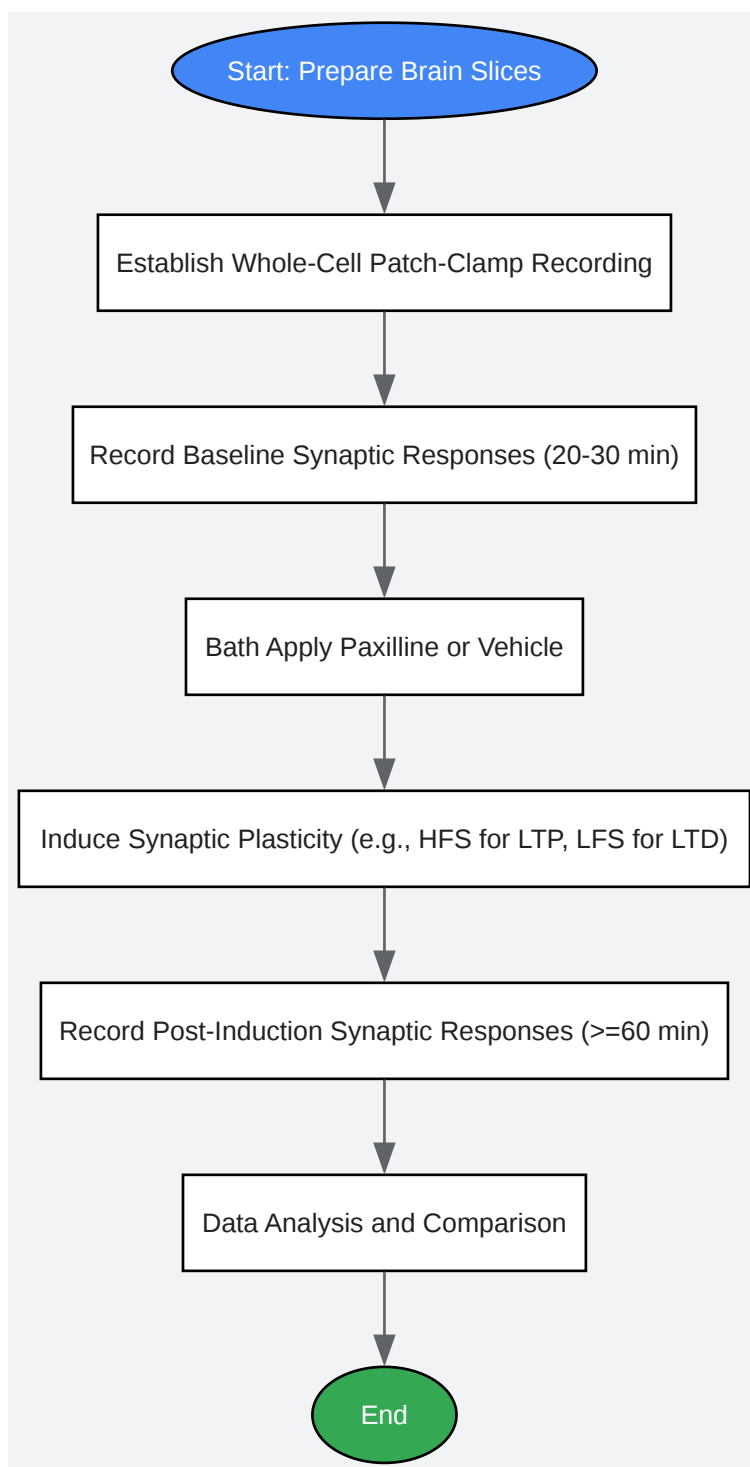 Start: Prepare Brain Slices
Establish Whole-Cell Patch-Clamp Recording
Record Baseline Synaptic Responses (20-30 min)
Bath Apply Paxilline or Vehicle
Induce Synaptic Plasticity (e.g., HFS for LTP, LFS for LTD)
Record Post-Induction Synaptic Responses (>=60 min)
Data Analysis and Comparison
End